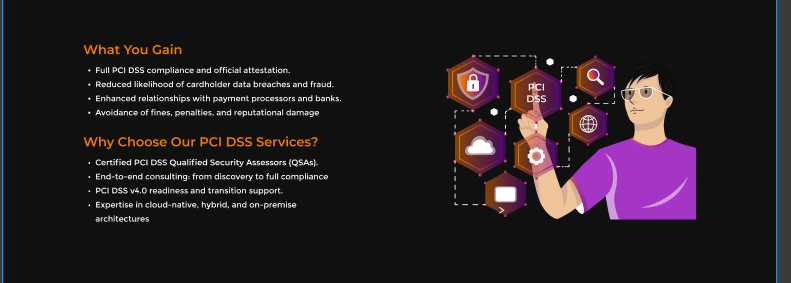 What You Gain
• Full PCI DSS compliance and official attestation.
• Reduced likelihood of cardholder data breaches and fraud.
• Enhanced relationships with payment processors and banks.
• Avoidance of fines, penalties, and reputational damage
Why Choose Our PCI DSS Services?
• Certified PCI DSS Qualified Security Assessors (QSAs).
• End-to-end consulting: from discovery to full compliance
• PCI DSS v4.0 readiness and transition support.
• Expertise in cloud-native, hybrid, and on-premise
architectures
PCI
DSS